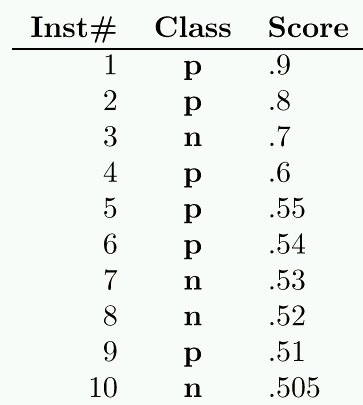 Inst# Class Score
1 p .9
2 p .8
3 n .7
4 p .6
5 p .55
6 p .54
7 n .53
8 n .52
9 p .51
10 n .505